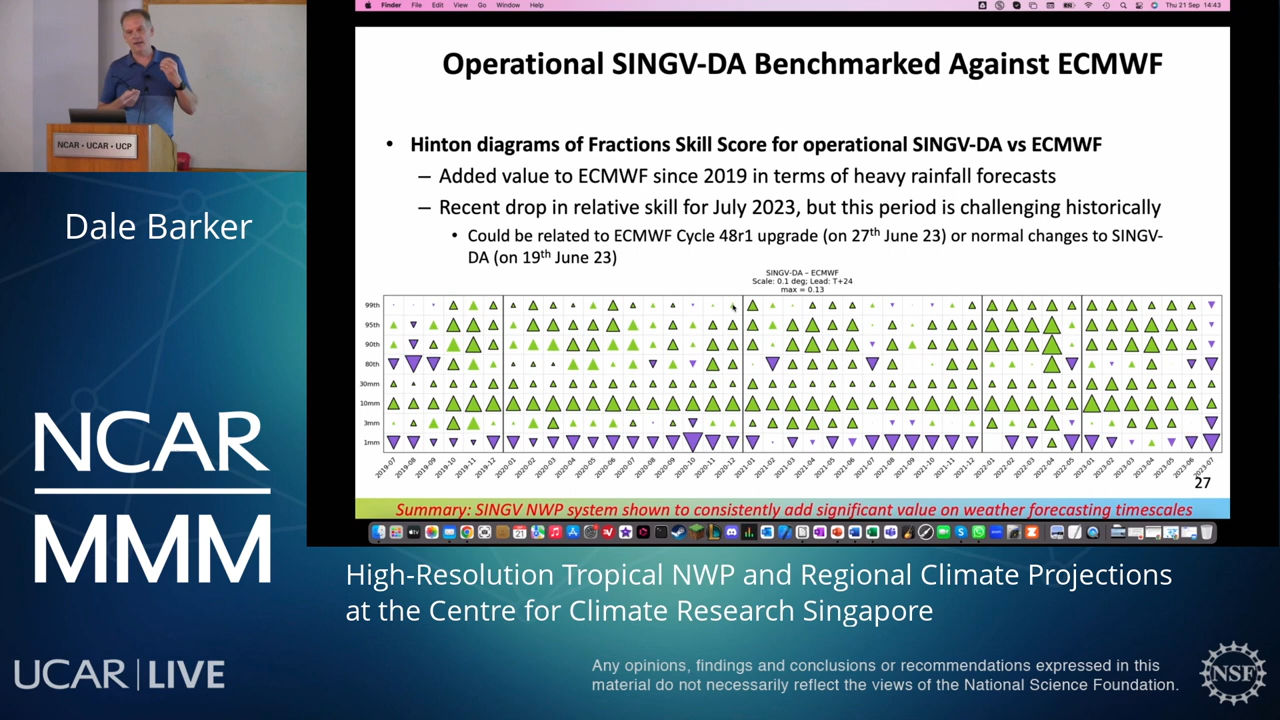 Finder File Edit View Go Window Help
Thu 21 Sep 14:43
NCAR • UCAR • UCP
Dale Barker
NCAR
MMM
UCAR | LIVE
Operational SINGV-DA Benchmarked Against ECMWF
• Hinton diagrams of Fractions Skill Score for operational SINGV-DA vs ECMWF
– Added value to ECMWF since 2019 in terms of heavy rainfall forecasts
– Recent drop in relative skill for July 2023, but this period is challenging historically
• Could be related to ECMWF Cycle 48r1 upgrade (on 27th June 23) or normal changes to SINGV-
DA (on 19th June 23)
SINGV-DA – ECMWF
Scale: 0.1 deg; Lead: T+24
max = 0.13
99th
95th
90th
80th
30mm
10mm
3mm
1mm
2019-07 2019-08 2019-09 2019-10 2019-11 2019-12 2020-01 2020-02 2020-03 2020-04 2020-05 2020-06 2020-07 2020-08 2020-09 2020-10 2020-11 2020-12 2021-01 2021-02 2021-03 2021-04 2021-05 2021-06 2021-07 2021-08 2021-09 2021-10 2021-11 2021-12 2022-01 2022-02 2022-03 2022-04 2022-05 2023-01 2023-02 2023-03 2023-04 2023-05 2023-06 2023-07
27
Summary: SINGV NWP system shown to consistently add significant value on weather forecasting timescales
High-Resolution Tropical NWP and Regional Climate Projections
at the Centre for Climate Research Singapore
Any opinions, findings and conclusions or recommendations expressed in this
material do not necessarily reflect the views of the National Science Foundation.
NSF